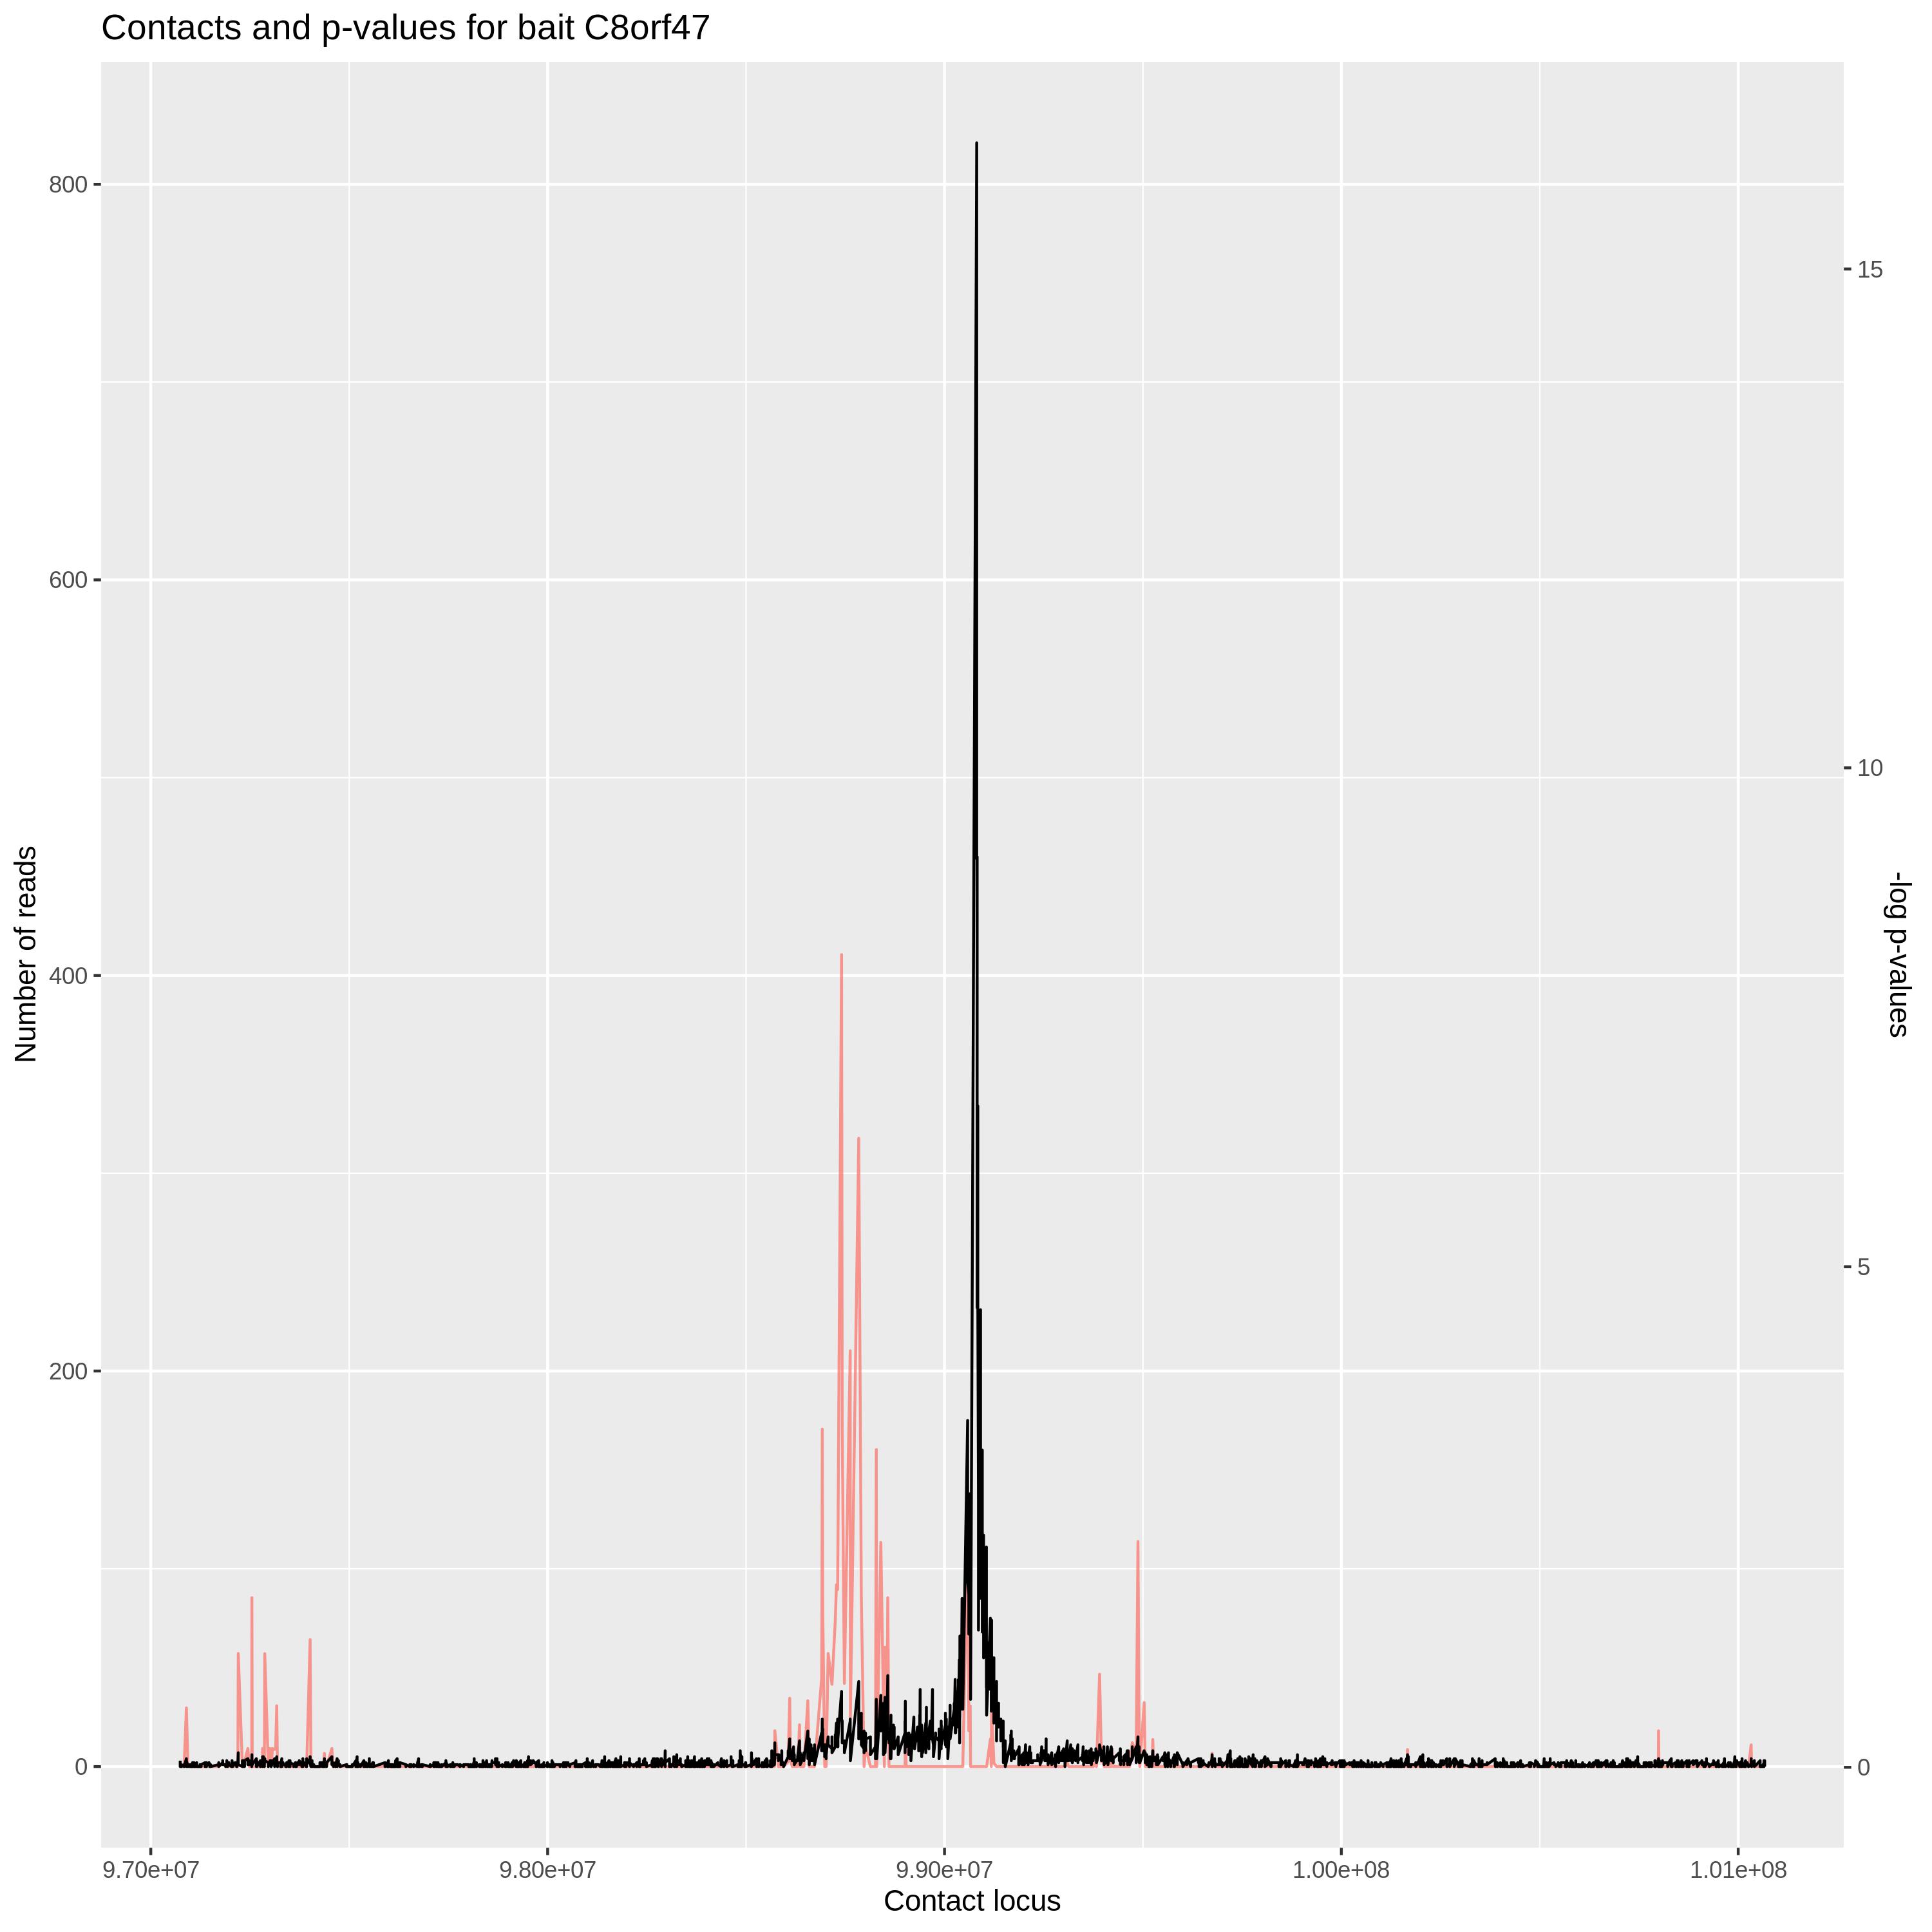 Contacts and p-values for bait C8orf47
800
600
400
200
0
Number of reads
15
10
5
0
-log p-values
9.70e+07
9.80e+07
9.90e+07
1.00e+08
1.01e+08
Contact locus